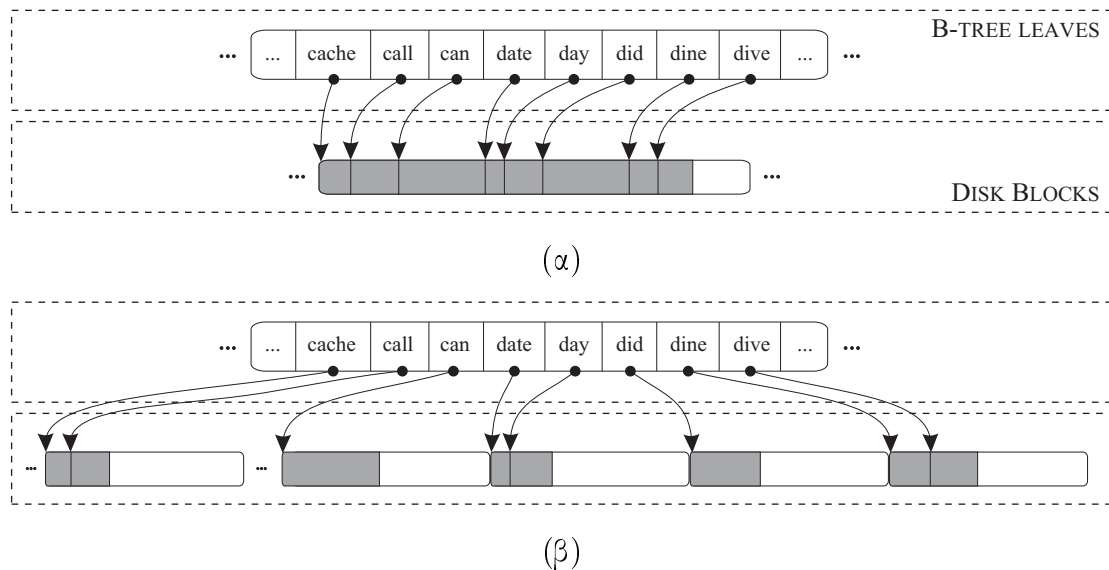 B-TREE LEAVES
... ... cache call can date day did dine dive ... ...
... ...
DISK BLOCKS
(α)
... ... cache call can date day did dine dive ... ...
... ...
(β)